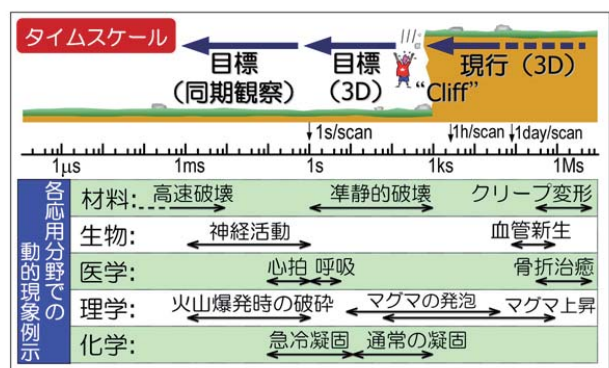 タイムスケール
目標
(同期観察)
目標
(3D)
“Cliff”
現行 (3D)
1s/scan
1h/scan
1day/scan
1μs
1ms
1s
1ks
1Ms
各応用分野での
動的現象例示
材料: 高速破壊 準静的破壊 クリープ変形
生物: 神経活動 血管新生
医学: 心拍 呼吸 骨折治癒
理学: 火山爆発時の破砕 マグマの発泡 マグマ上昇
化学: 急冷凝固 通常の凝固